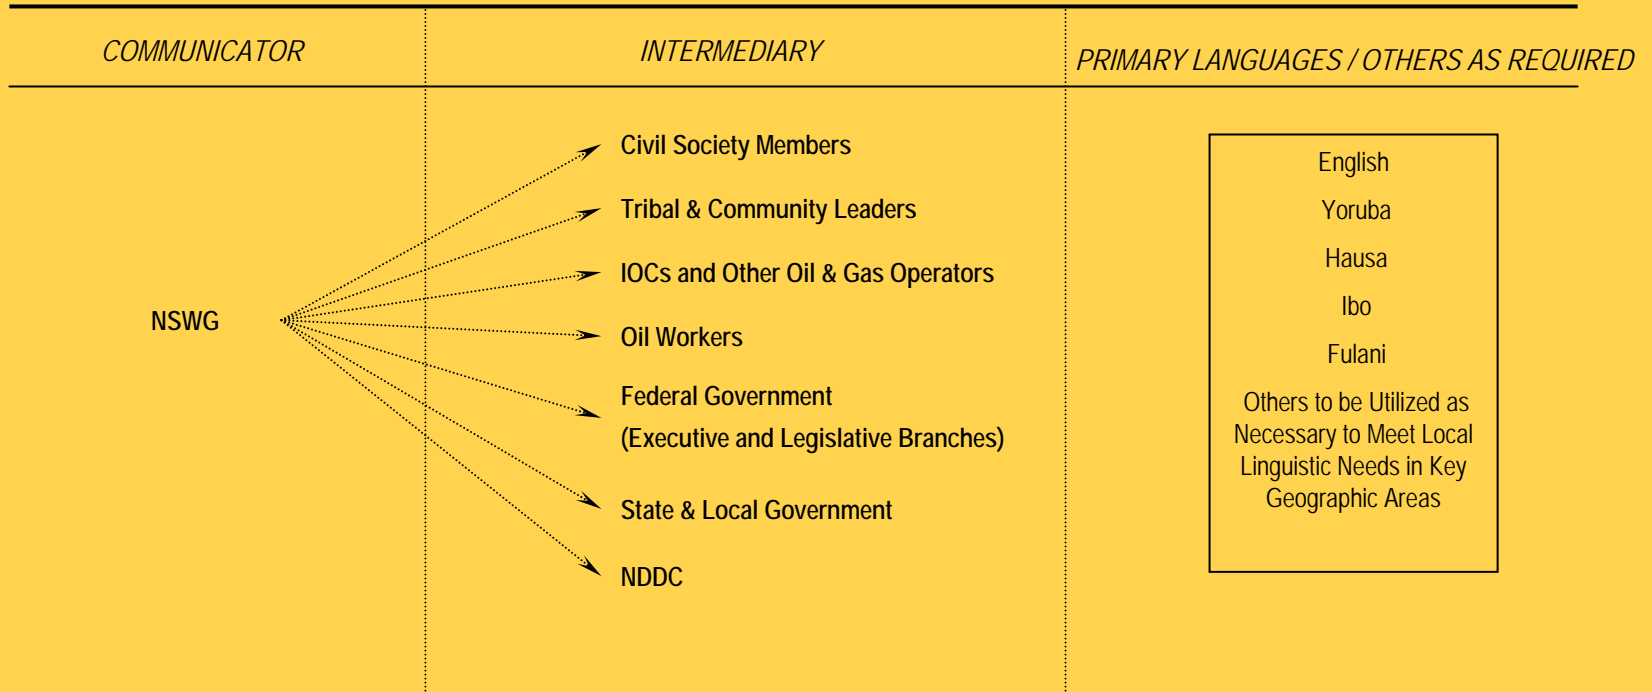 COMMUNICATOR
INTERMEDIARY
PRIMARY LANGUAGES / OTHERS AS REQUIRED
NSWG
Civil Society Members
Tribal & Community Leaders
IOCs and Other Oil & Gas Operators
Oil Workers
Federal Government
(Executive and Legislative Branches)
State & Local Government
NDDC
English
Yoruba
Hausa
Ibo
Fulani
Others to be Utilized as
Necessary to Meet Local
Linguistic Needs in Key
Geographic Areas